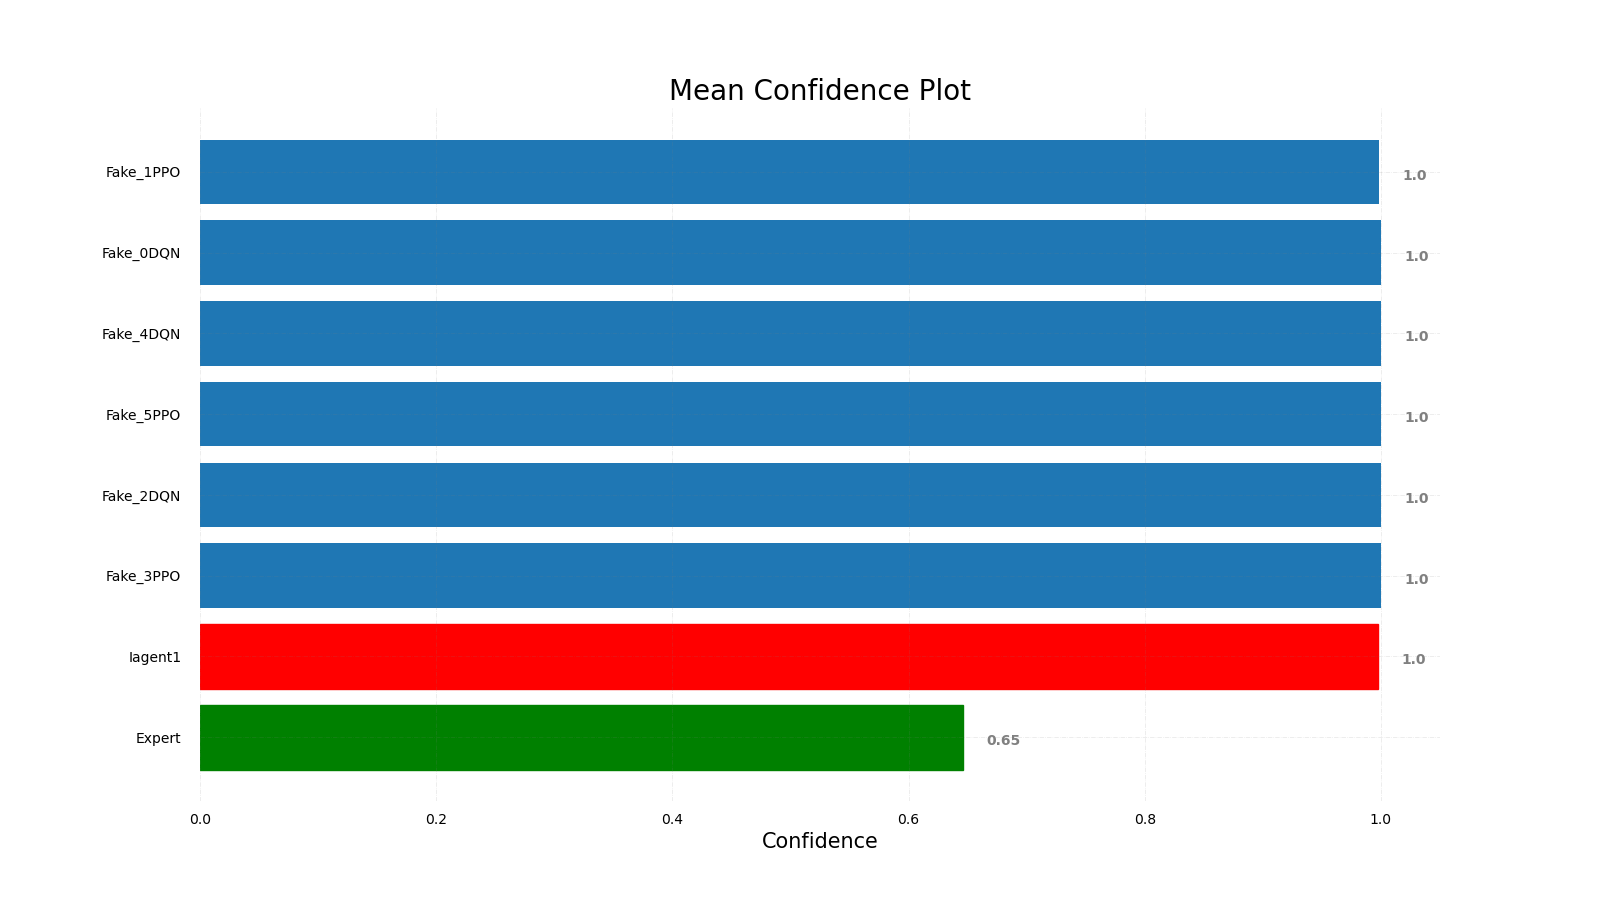 Mean Confidence Plot
Fake_1PPO 1.0
Fake_0DQN 1.0
Fake_4DQN 1.0
Fake_5PPO 1.0
Fake_2DQN 1.0
Fake_3PPO 1.0
Iagent1 1.0
Expert 0.65
0.0 0.2 0.4 0.6 0.8 1.0
Confidence